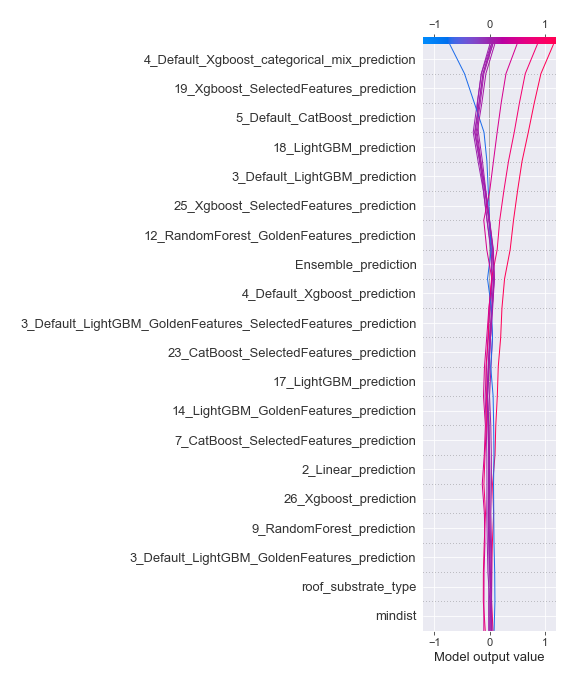 −1 0 1
4_Default_Xgboost_categorical_mix_prediction
19_Xgboost_SelectedFeatures_prediction
5_Default_CatBoost_prediction
18_LightGBM_prediction
3_Default_LightGBM_prediction
25_Xgboost_SelectedFeatures_prediction
12_RandomForest_GoldenFeatures_prediction
Ensemble_prediction
4_Default_Xgboost_prediction
3_Default_LightGBM_GoldenFeatures_SelectedFeatures_prediction
23_CatBoost_SelectedFeatures_prediction
17_LightGBM_prediction
14_LightGBM_GoldenFeatures_prediction
7_CatBoost_SelectedFeatures_prediction
2_Linear_prediction
26_Xgboost_prediction
9_RandomForest_prediction
3_Default_LightGBM_GoldenFeatures_prediction
roof_substrate_type
mindist
−1 0 1
Model output value